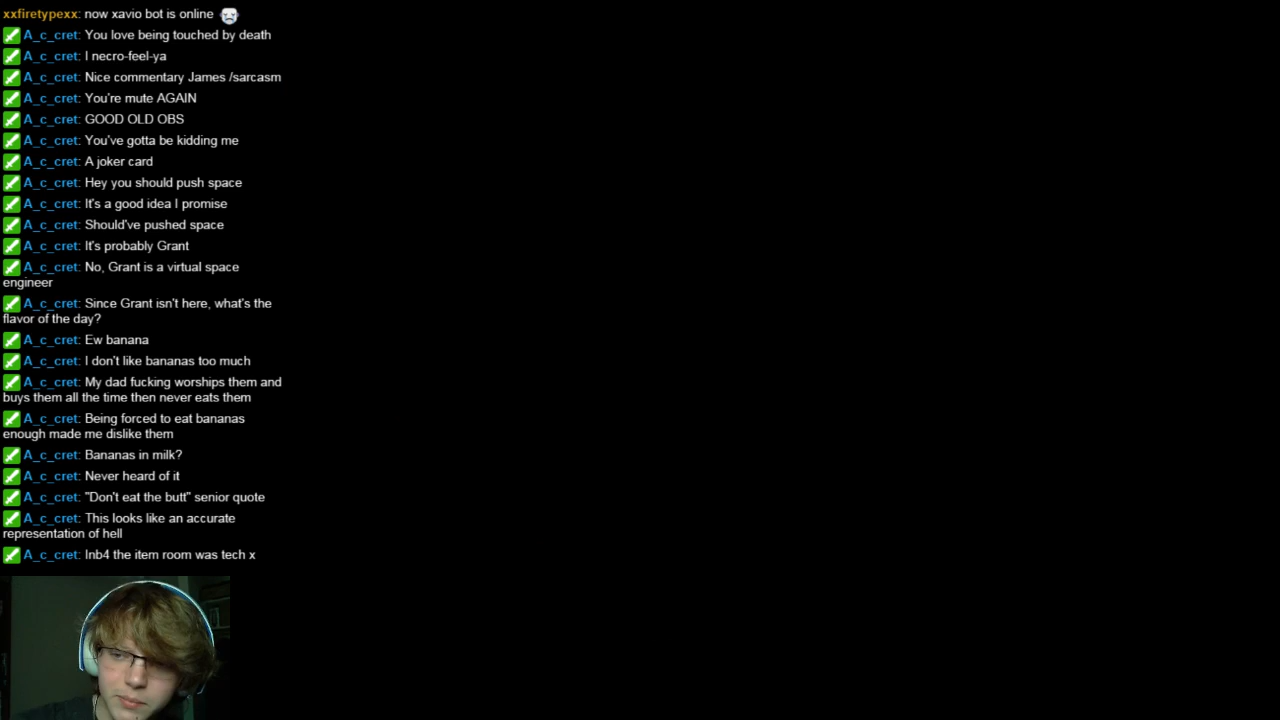 xxfiretypexx: now xavio bot is online
A_c_cret: You love being touched by death
A_c_cret: I necro-feel-ya
A_c_cret: Nice commentary James /sarcasm
A_c_cret: You're mute AGAIN
A_c_cret: GOOD OLD OBS
A_c_cret: You've gotta be kidding me
A_c_cret: A joker card
A_c_cret: Hey you should push space
A_c_cret: It's a good idea I promise
A_c_cret: Should've pushed space
A_c_cret: It's probably Grant
A_c_cret: No, Grant is a virtual space
engineer
A_c_cret: Since Grant isn't here, what's the
flavor of the day?
A_c_cret: Ew banana
A_c_cret: I don't like bananas too much
A_c_cret: My dad fucking worships them and
buys them all the time then never eats them
A_c_cret: Being forced to eat bananas
enough made me dislike them
A_c_cret: Bananas in milk?
A_c_cret: Never heard of it
A_c_cret: "Don't eat the butt" senior quote
A_c_cret: This looks like an accurate
representation of hell
A_c_cret: Inb4 the item room was tech x